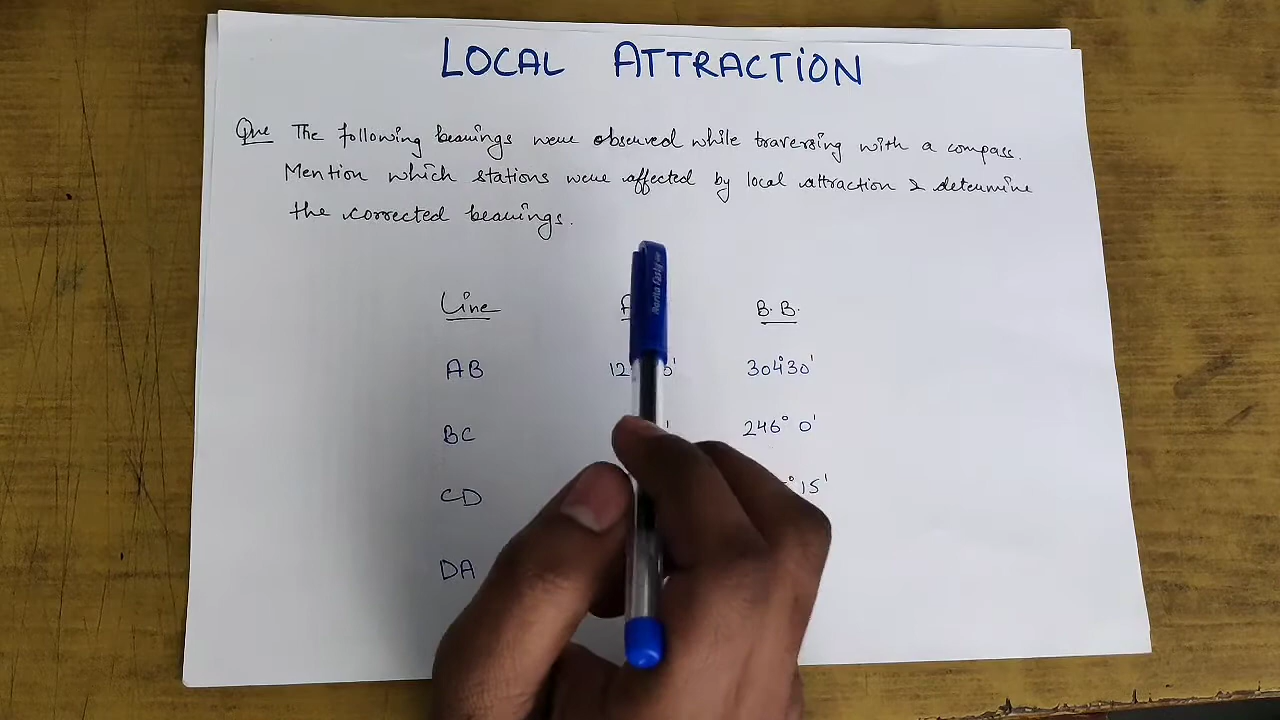 LOCAL ATTRACTION
Que The following bearings were observed while traversing with a compass.
Mention which stations were affected by local attraction & determine
the corrected bearings.
Line B.B.
AB 304°30'
BC 246° 0'
CD 15'
DA